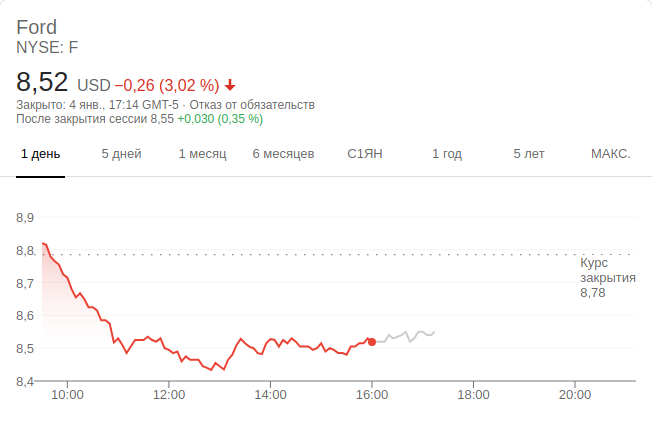 Ford
NYSE: F
8,52 USD −0,26 (3,02 %)
Закрыто: 4 янв., 17:14 GMT-5 · Отказ от обязательств
После закрытия сессии 8,55 +0,030 (0,35 %)
1 день 5 дней 1 месяц 6 месяцев С1ЯН 1 год 5 лет МАКС.
8,9
8,8
Курс
закрытия
8,78
8,7
8,6
8,5
8,4
10:00 12:00 14:00 16:00 18:00 20:00